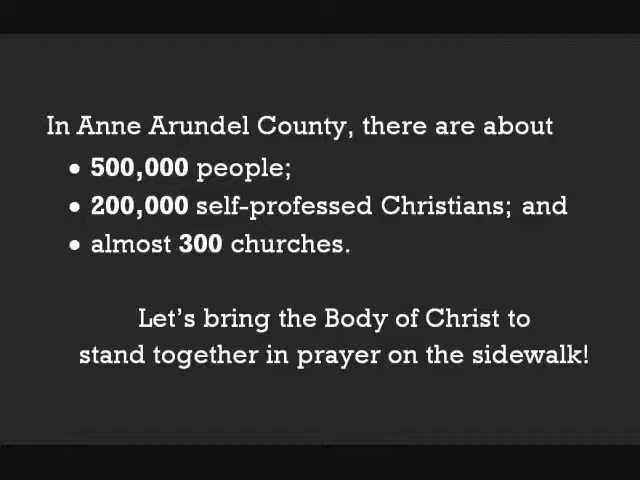 In Anne Arundel County, there are about
• 500,000 people;
• 200,000 self-professed Christians; and
• almost 300 churches.
Let's bring the Body of Christ to
stand together in prayer on the sidewalk!